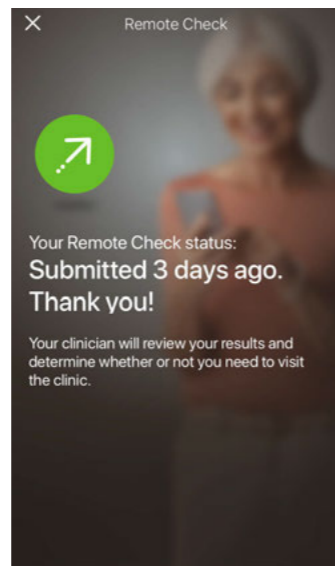 Remote Check
Your Remote Check status:
Submitted 3 days ago.
Thank you!
Your clinician will review your results and
determine whether or not you need to visit
the clinic.